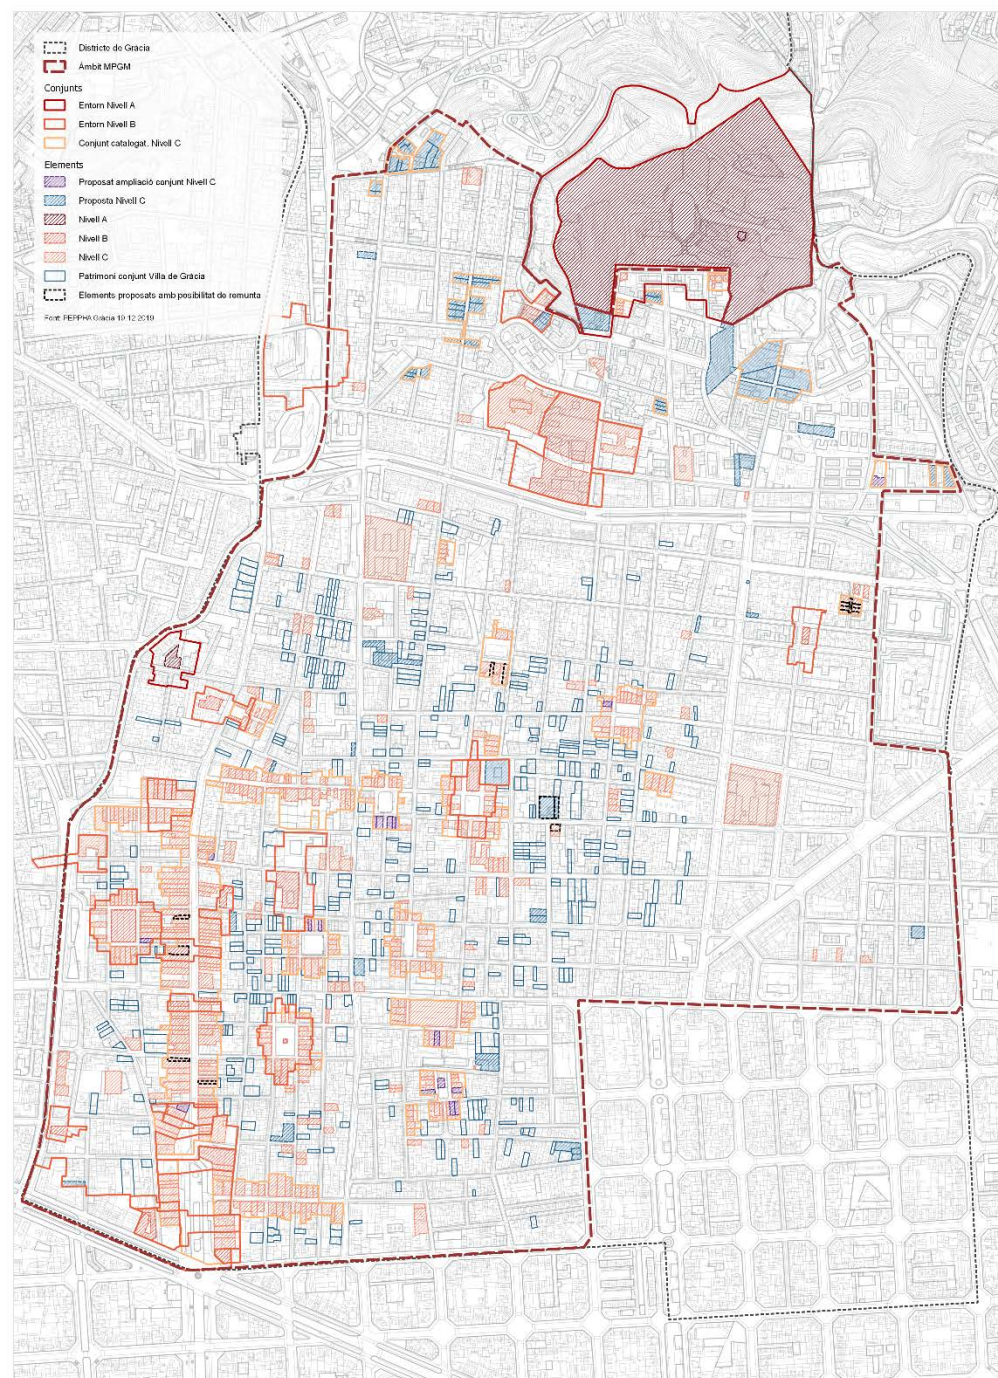 Districte de Gràcia
Àmbit MPGM
Conjunts
Entorn Nivell A
Entorn Nivell B
Conjunt catalogat. Nivell C
Elements
Proposat ampliació conjunt Nivell C
Proposta Nivell C
Nivell A
Nivell B
Nivell C
Patrimoni conjunt Villa de Gràcia
Elements proposats amb posibilitat de remunta
Font: PEPPHA Gràcia 19.12.2019